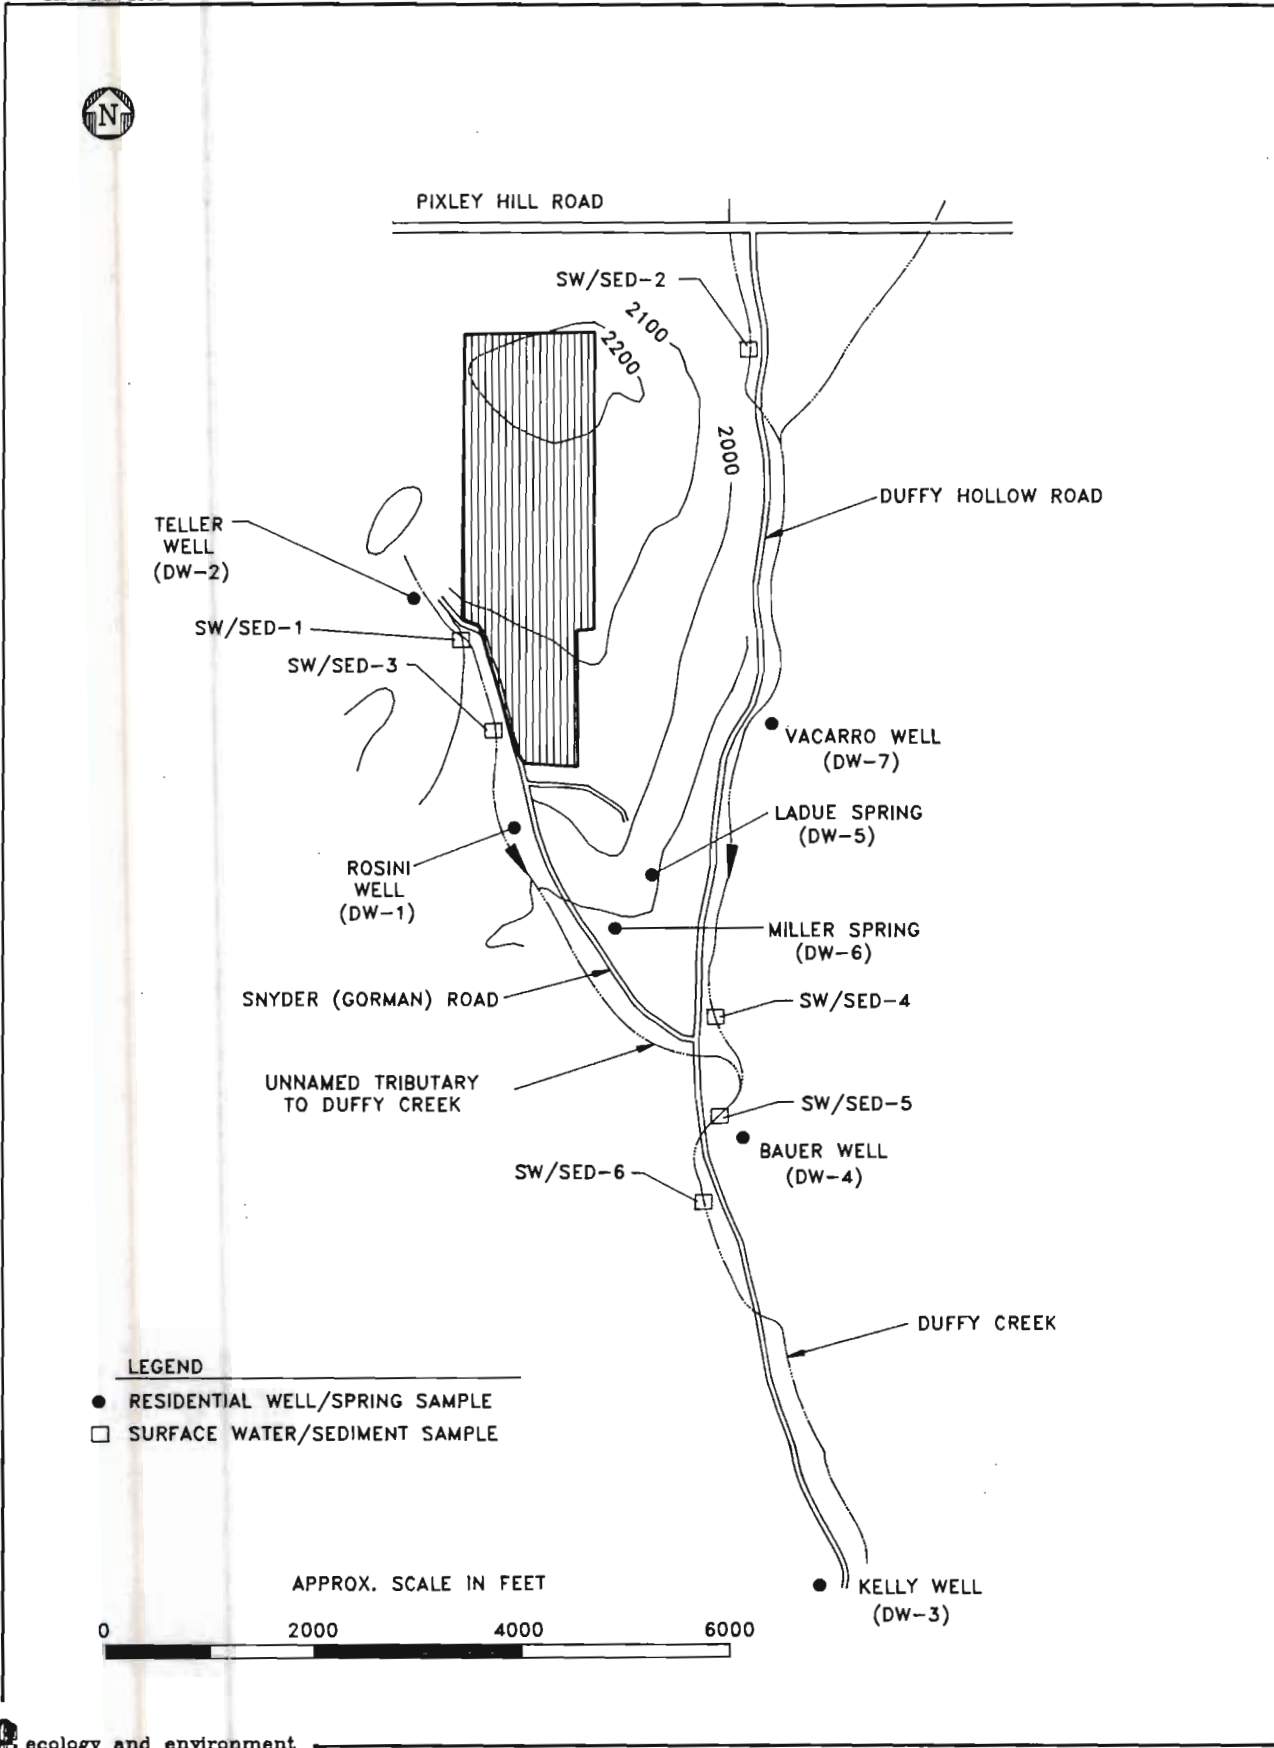 N
PIXLEY HILL ROAD
SW/SED-2
2100
2200
2000
DUFFY HOLLOW ROAD
TELLER
WELL
(DW-2)
SW/SED-1
SW/SED-3
VACARRO WELL
(DW-7)
LADUE SPRING
(DW-5)
ROSINI
WELL
(DW-1)
MILLER SPRING
(DW-6)
SNYDER (GORMAN) ROAD
SW/SED-4
UNNAMED TRIBUTARY
TO DUFFY CREEK
SW/SED-5
BAUER WELL
(DW-4)
SW/SED-6
DUFFY CREEK
LEGEND
RESIDENTIAL WELL/SPRING SAMPLE
SURFACE WATER/SEDIMENT SAMPLE
APPROX. SCALE IN FEET
0 2000 4000 6000
KELLY WELL
(DW-3)
ecology and environment